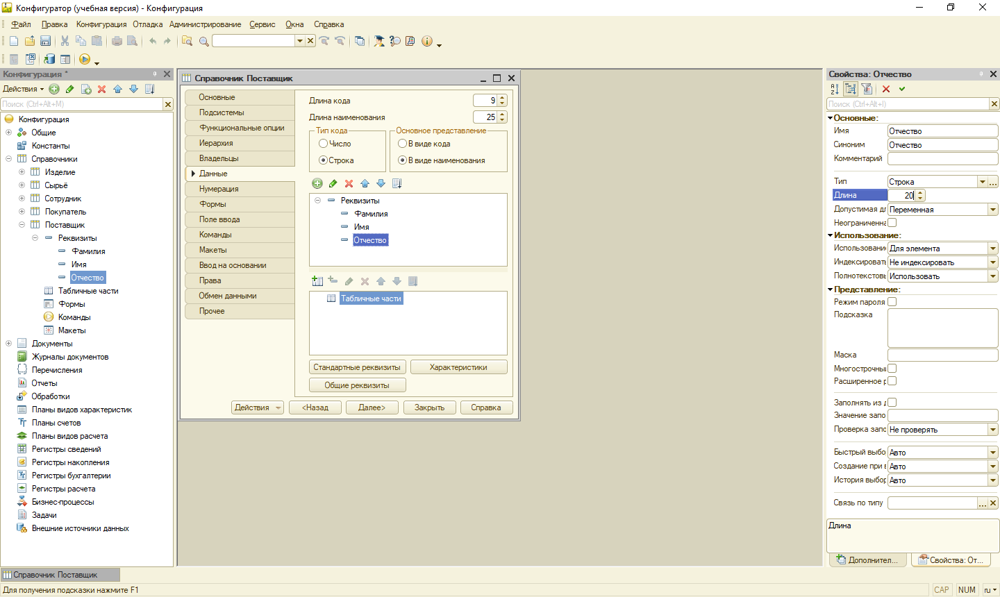 Конфигуратор (учебная версия) - Конфигурация
Файл Правка Конфигурация Отладка Администрирование Сервис Окна Справка
Конфигурация *
Действия
Поиск (Ctrl+Alt+M)
Конфигурация
Общие
Константы
Справочники
Изделие
Сырьё
Сотрудник
Покупатель
Поставщик
Реквизиты
Фамилия
Имя
Отчество
Табличные части
Формы
Команды
Макеты
Документы
Журналы документов
Перечисления
Отчеты
Обработки
Планы видов характеристик
Планы счетов
Планы видов расчета
Регистры сведений
Регистры накопления
Регистры бухгалтерии
Регистры расчета
Бизнес-процессы
Задачи
Внешние источники данных
Справочник Поставщик
Основные
Подсистемы
Функциональные опции
Иерархия
Владельцы
Данные
Нумерация
Формы
Поле ввода
Команды
Макеты
Ввод на основании
Права
Обмен данными
Прочее
Длина кода 9
Длина наименования 25
Тип кода
Число
Строка
Основное представление
В виде кода
В виде наименования
Реквизиты
Фамилия
Имя
Отчество
Табличные части
Стандартные реквизиты Характеристики
Общие реквизиты
Действия <Назад Далее> Закрыть Справка
Свойства: Отчество
Поиск (Ctrl+Alt+I)
Основные:
Имя Отчество
Синоним Отчество
Комментарий
Тип Строка
Длина 20
Допустимая дл Переменная
Неограниченна
Использование:
Использование Для элемента
Индексировать Не индексировать
Полнотекстовы Использовать
Представление:
Режим пароля
Подсказка
Маска
Многострочны
Расширенное р
Заполнять из д
Значение запо
Проверка запо Не проверять
Быстрый выбо Авто
Создание при в Авто
История выбор Авто
Связь по типу
Длина
Дополнител... Свойства: От...
Справочник Поставщик
Для получения подсказки нажмите F1 CAP NUM ru